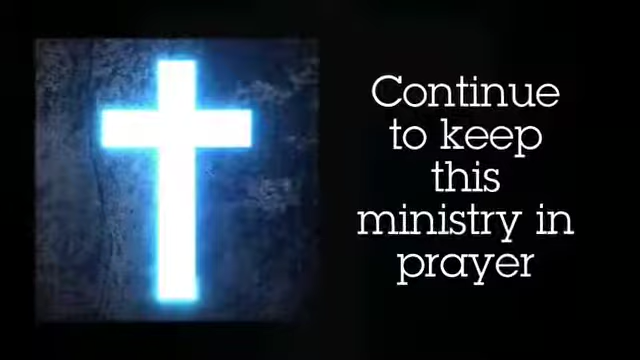 Continue
to keep
this
ministry in
prayer